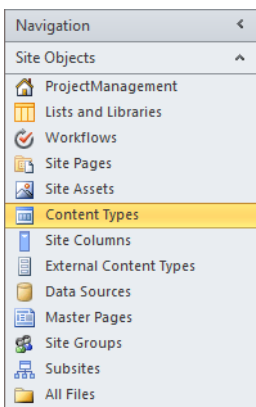 Navigation
Site Objects
ProjectManagement
Lists and Libraries
Workflows
Site Pages
Site Assets
Content Types
Site Columns
External Content Types
Data Sources
Master Pages
Site Groups
Subsites
All Files